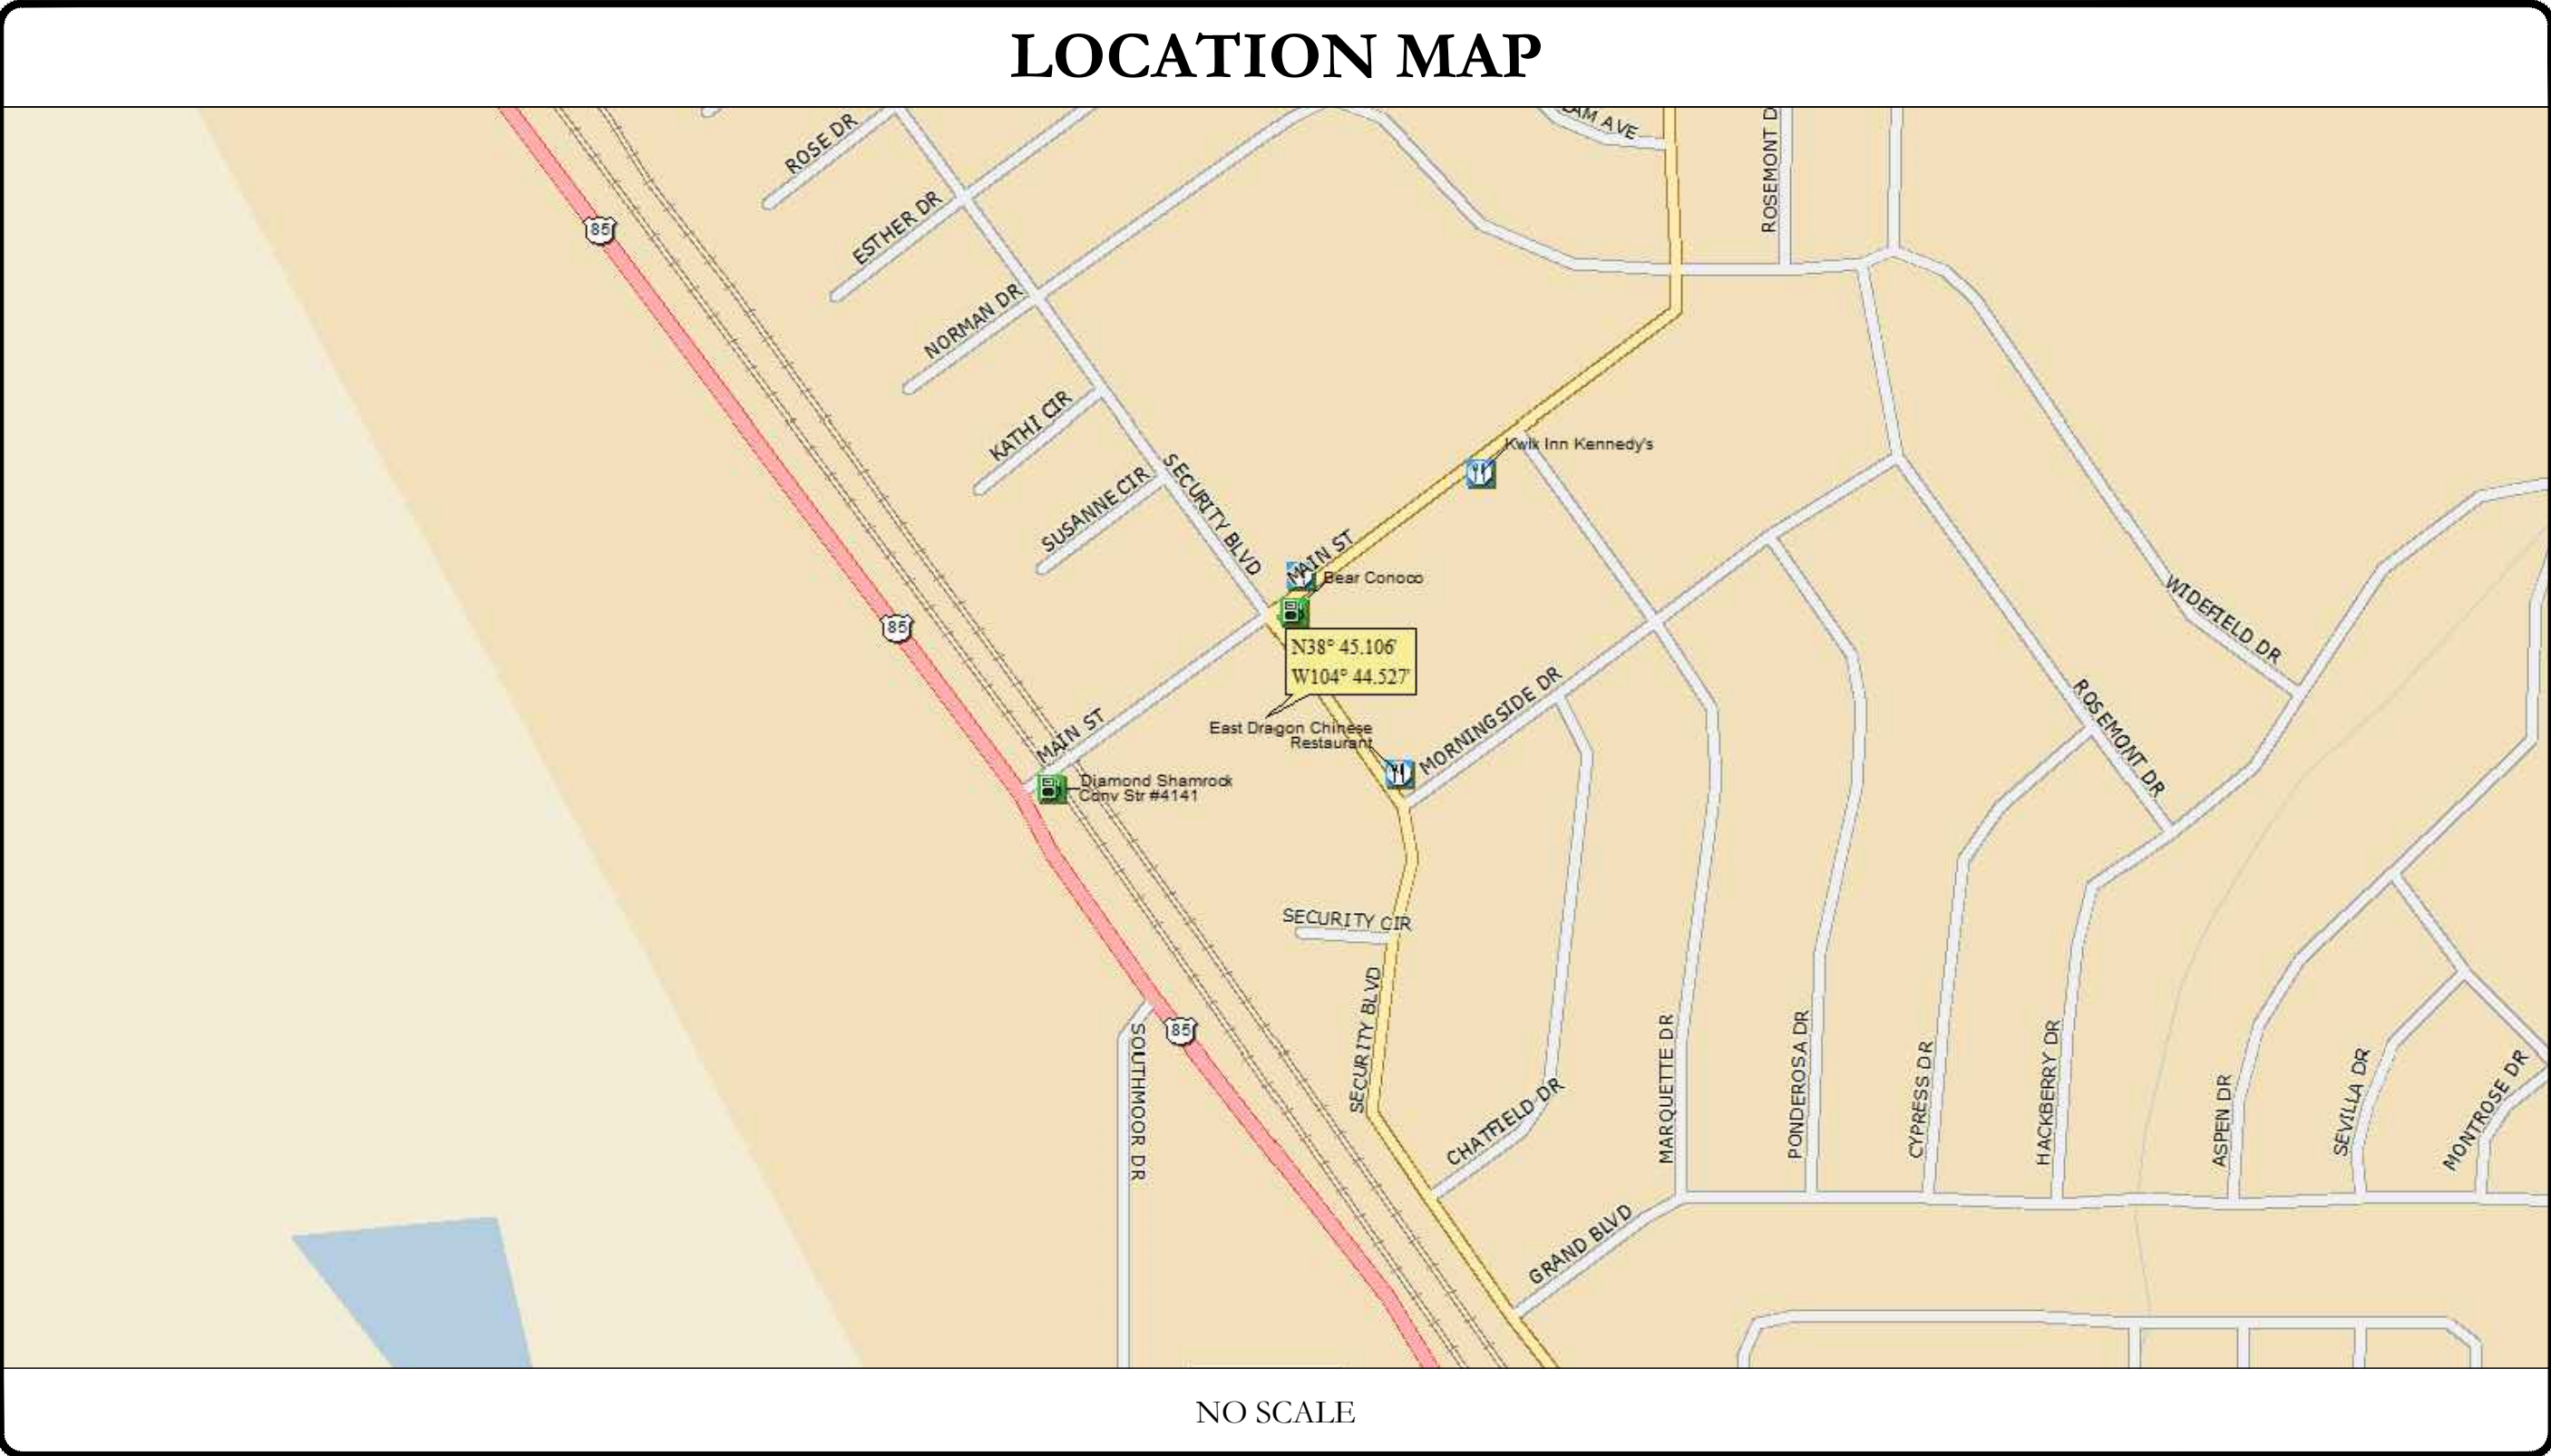 LOCATION MAP
AM AVE
ROSE DR
ROSEMONT D
ESTHER DR
85
NORMAN DR
KATHI CIR
Kwik Inn Kennedy's
SECURITY BLVD
SUSANNE CIR
MAIN ST
Bear Conoco
85
WIDEFIELD DR
N38° 45.106'
W104° 44.527'
MORNINGSIDE DR
ROSEMONT DR
MAIN ST
East Dragon Chinese
Restaurant
Diamond Shamrock
Conv Str #4141
SECURITY CIR
SECURITY BLVD
85
SOUTHMOOR DR
CHATFIELD DR
MARQUETTE DR
PONDEROSA DR
CYPRESS DR
HACKBERRY DR
ASPEN DR
SEVILLA DR
MONTROSE DR
GRAND BLVD
NO SCALE